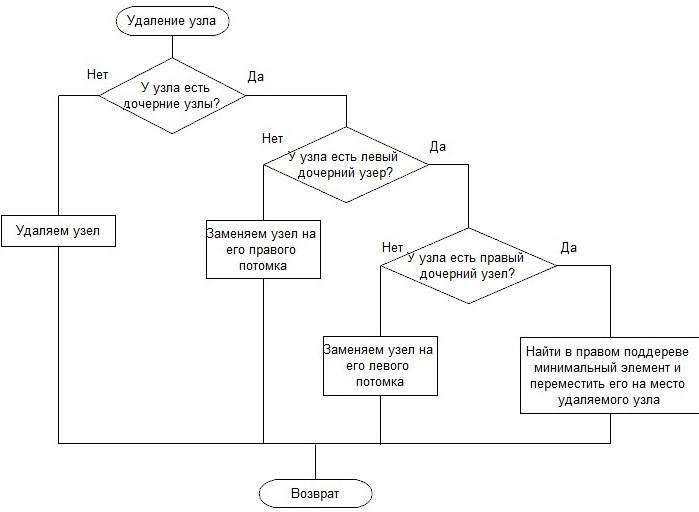 Удаление узла
Нет
Да
У узла есть
дочерние узлы?
Нет
Да
У узла есть левый
дочерний узер?
Удаляем узел
Заменяем узел на
его правого
потомка
Нет
Да
У узла есть правый
дочерний узел?
Заменяем узел на
его левого
потомка
Найти в правом поддереве
минимальный элемент и
переместить его на место
удаляемого узла
Возврат